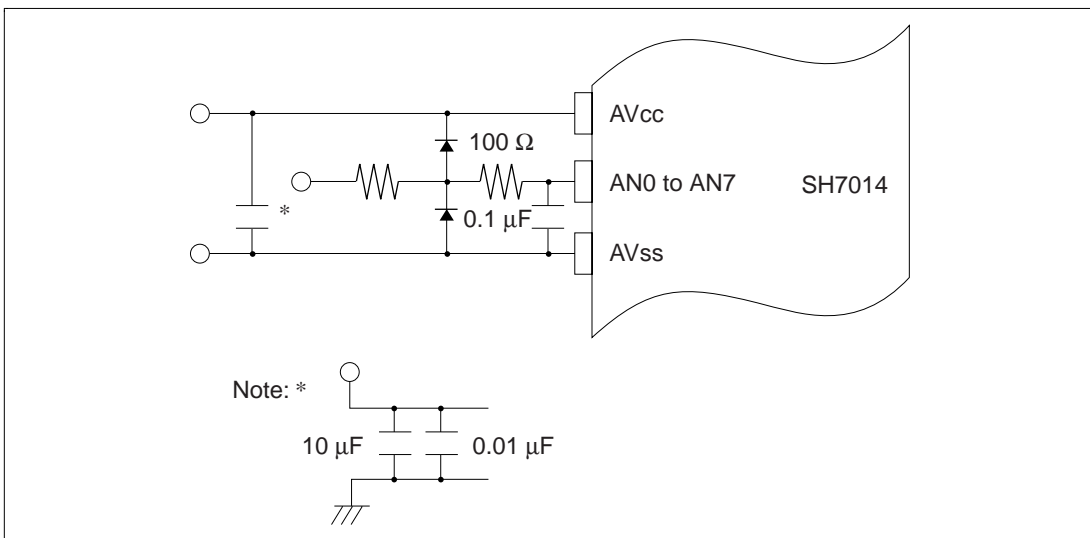 AVcc
100 Ω
AN0 to AN7
SH7014
*
0.1 μF
AVss
Note: *
10 μF
0.01 μF